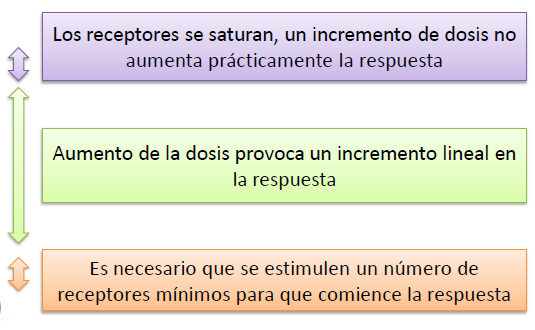 Los receptores se saturan, un incremento de dosis no
aumenta prácticamente la respuesta
Aumento de la dosis provoca un incremento lineal en
la respuesta
Es necesario que se estimulen un número de
receptores mínimos para que comience la respuesta